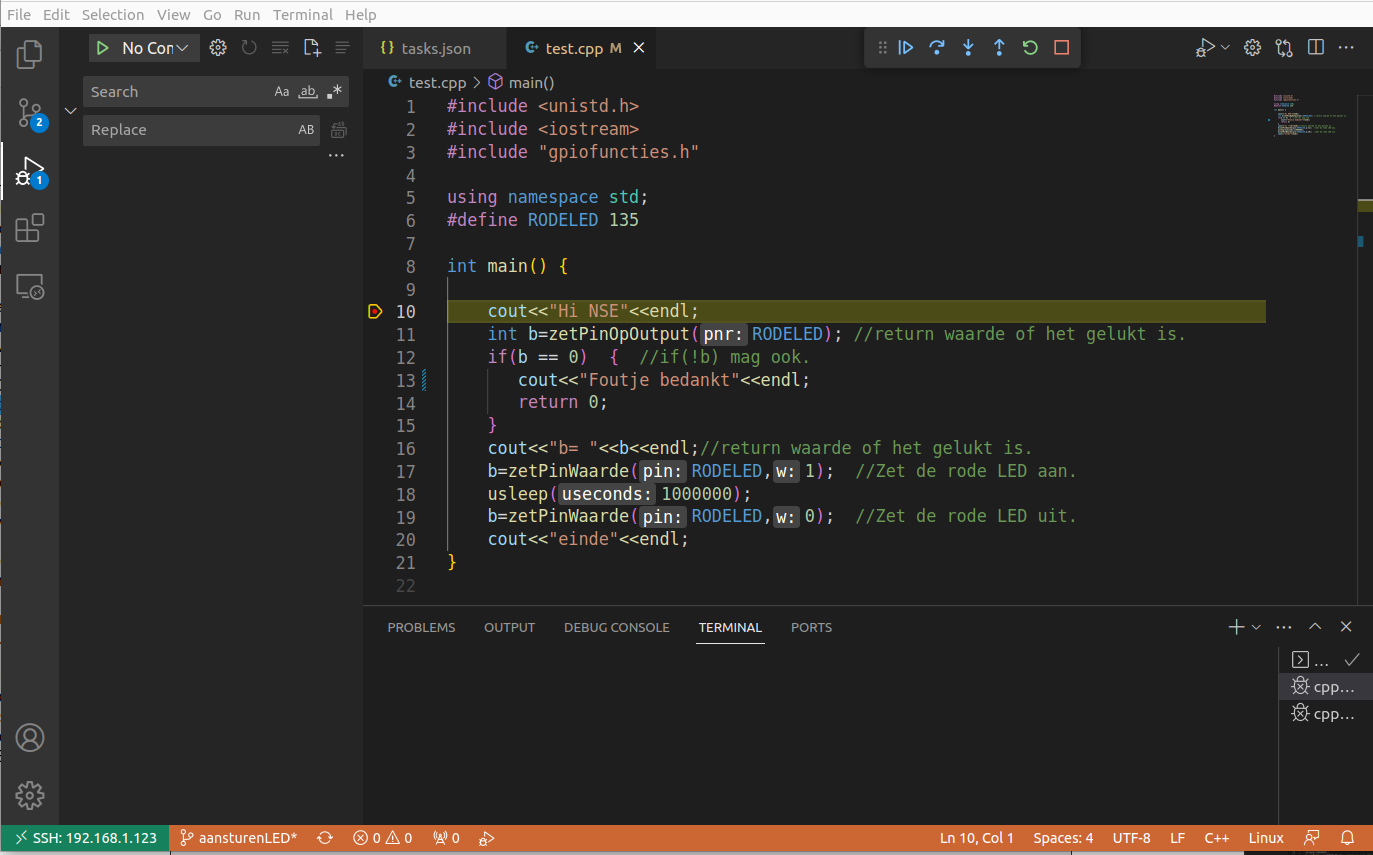 File Edit Selection View Go Run Terminal Help
No Con
tasks.json
test.cpp M
Search Aa ab .*
Replace AB
2
1
test.cpp > main()
1 #include <unistd.h>
2 #include <iostream>
3 #include "gpiofuncties.h"
4
5 using namespace std;
6 #define RODELED 135
7
8 int main() {
9
10 cout<<"Hi NSE"<<endl;
11 int b=zetPinOpOutput(pnr: RODELED); //return waarde of het gelukt is.
12 if(b == 0) { //if(!b) mag ook.
13 cout<<"Foutje bedankt"<<endl;
14 return 0;
15 }
16 cout<<"b= "<<b<<endl;//return waarde of het gelukt is.
17 b=zetPinWaarde(pin: RODELED,w: 1); //Zet de rode LED aan.
18 usleep(useconds: 1000000);
19 b=zetPinWaarde(pin: RODELED,w: 0); //Zet de rode LED uit.
20 cout<<"einde"<<endl;
21 }
22
PROBLEMS OUTPUT DEBUG CONSOLE TERMINAL PORTS
...
cpp...
cpp...
SSH: 192.168.1.123 aansturenLED* 0 0 0 Ln 10, Col 1 Spaces: 4 UTF-8 LF C++ Linux